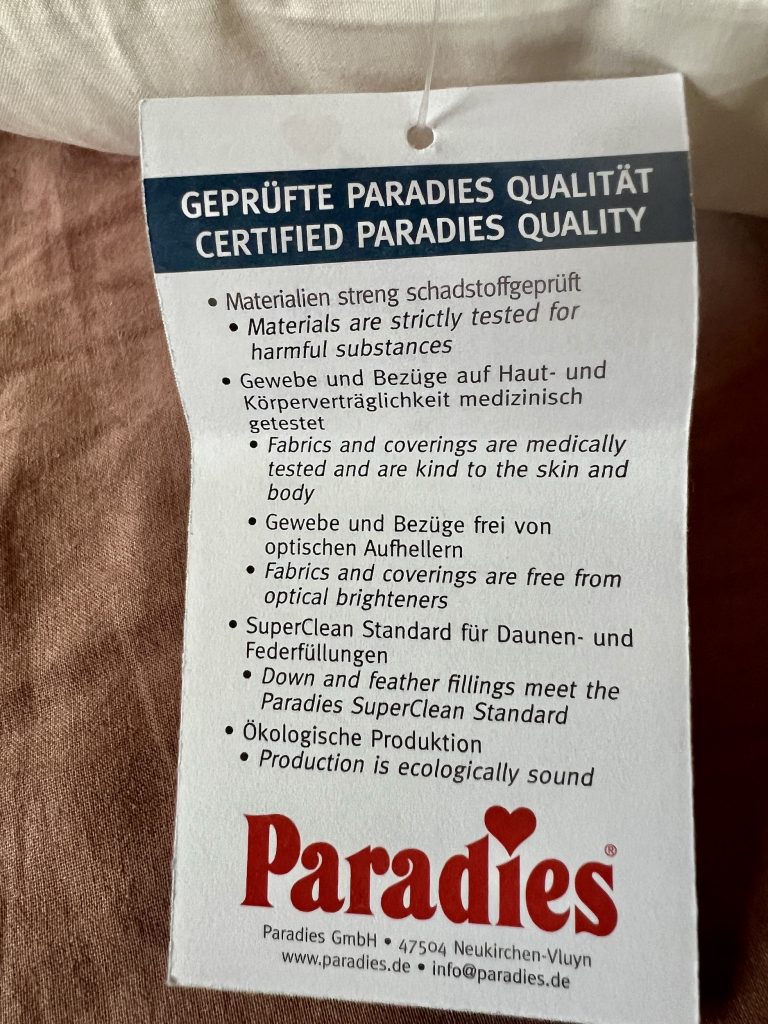 GEPRÜFTE PARADIES QUALITÄT
CERTIFIED PARADIES QUALITY
• Materialien streng schadstoffgeprüft
• Materials are strictly tested for
harmful substances
• Gewebe und Bezüge auf Haut- und
Körperverträglichkeit medizinisch
getestet
• Fabrics and coverings are medically
tested and are kind to the skin and
body
• Gewebe und Bezüge frei von
optischen Aufhellern
• Fabrics and coverings are free from
optical brighteners
• SuperClean Standard für Daunen- und
Federfüllungen
• Down and feather fillings meet the
Paradies SuperClean Standard
• Ökologische Produktion
• Production is ecologically sound
Paradies®
Paradies GmbH • 47504 Neukirchen-Vluyn
www.paradies.de • info@paradies.de